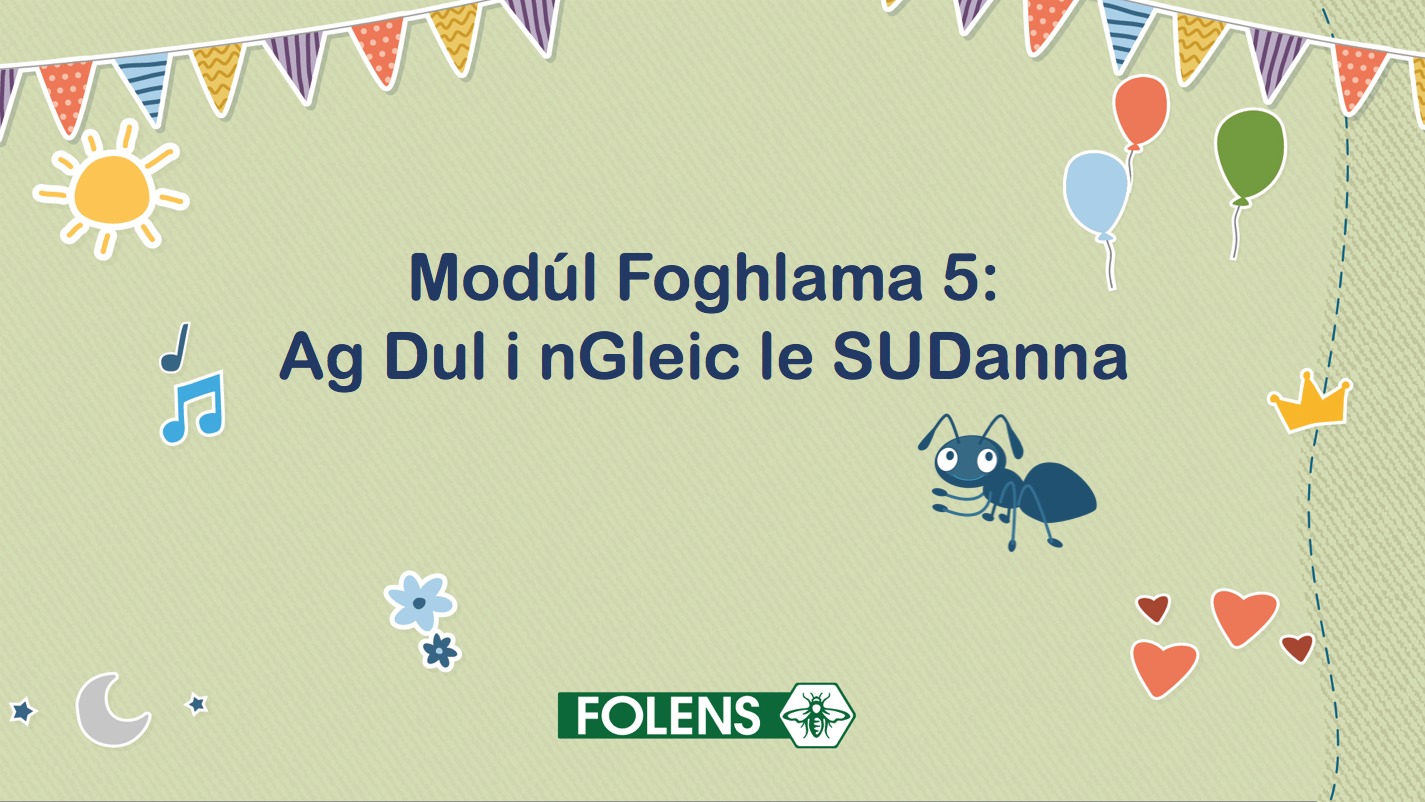 Modúl Foghlama 5:
Ag Dul i nGleic le SUDanna
FOLENS